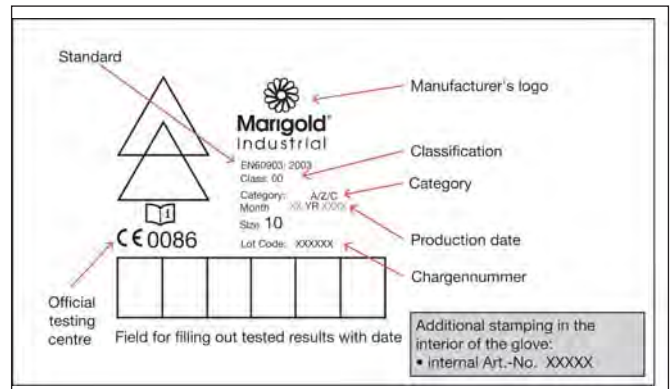 Standard
Manufacturer's logo
Marigold®
Industrial
EN60903: 2003
Class: 00
Classification
Category: A/Z/C
Category
Month XX.YR XXXX
Size 10
Production date
CE 0086
Lot Code: XXXXXX
Chargennummer
Official
testing
centre
Field for filling out tested results with date
Additional stamping in the
interior of the glove:
• internal Art.-No. XXXXX